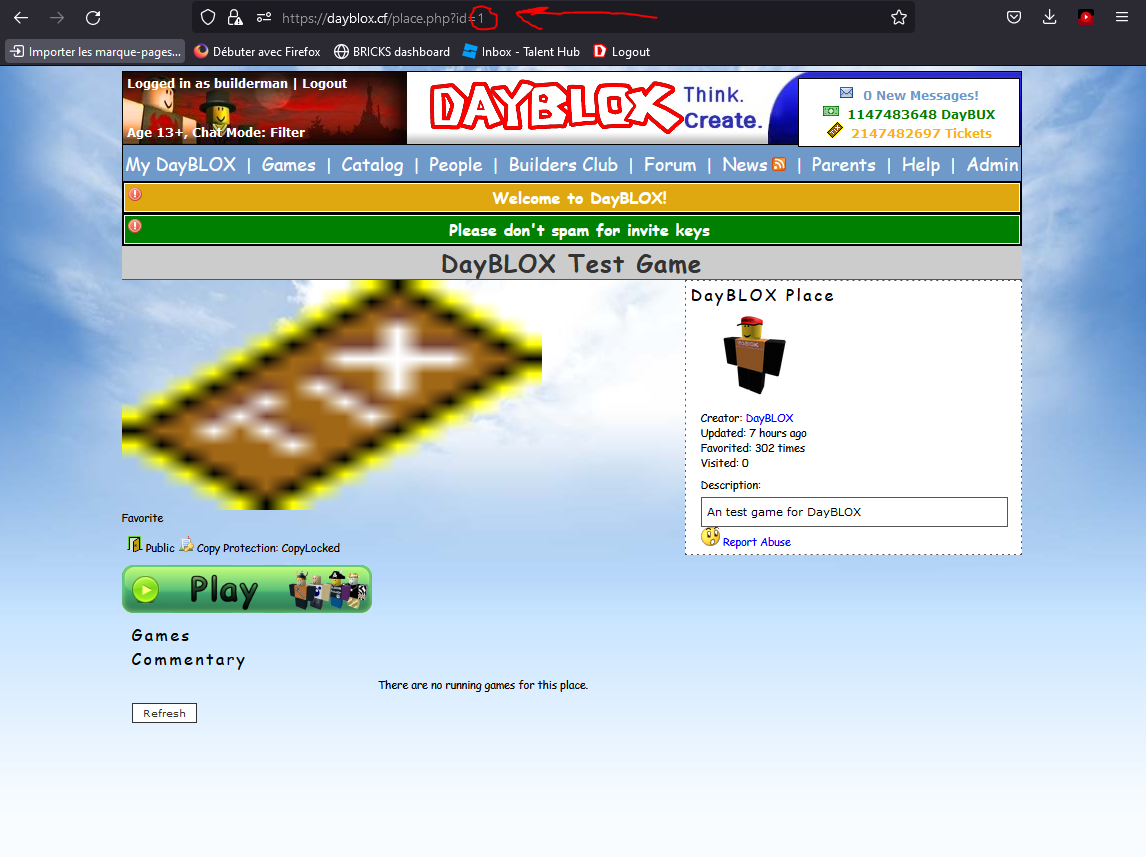 https://dayblox.cf/place.php?id=1
Importer les marque-pages... Débuter avec Firefox BRICKS dashboard Inbox - Talent Hub D Logout
Logged in as builderman | Logout
Age 13+, Chat Mode: Filter
DAYBLOX
Think.
Create.
0 New Messages!
1147483648 DayBUX
2147482697 Tickets
My DayBLOX | Games | Catalog | People | Builders Club | Forum | News | Parents | Help | Admin
Welcome to DayBLOX!
Please don't spam for invite keys
DayBLOX Test Game
DayBLOX Place
Creator: DayBLOX
Updated: 7 hours ago
Favorited: 302 times
Visited: 0
Description:
An test game for DayBLOX
Report Abuse
Favorite
Public Copy Protection: CopyLocked
Play
Games
Commentary
There are no running games for this place.
Refresh